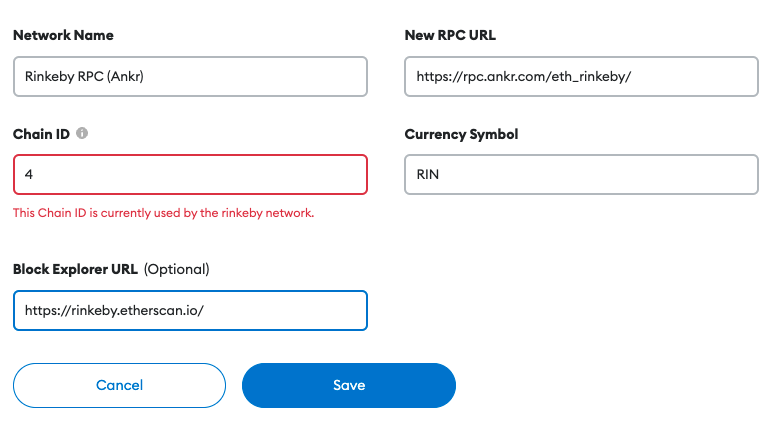 Network Name
New RPC URL
Rinkeby RPC (Ankr)
https://rpc.ankr.com/eth_rinkeby/
Chain ID
Currency Symbol
4
RIN
This Chain ID is currently used by the rinkeby network.
Block Explorer URL (Optional)
https://rinkeby.etherscan.io/
Cancel
Save